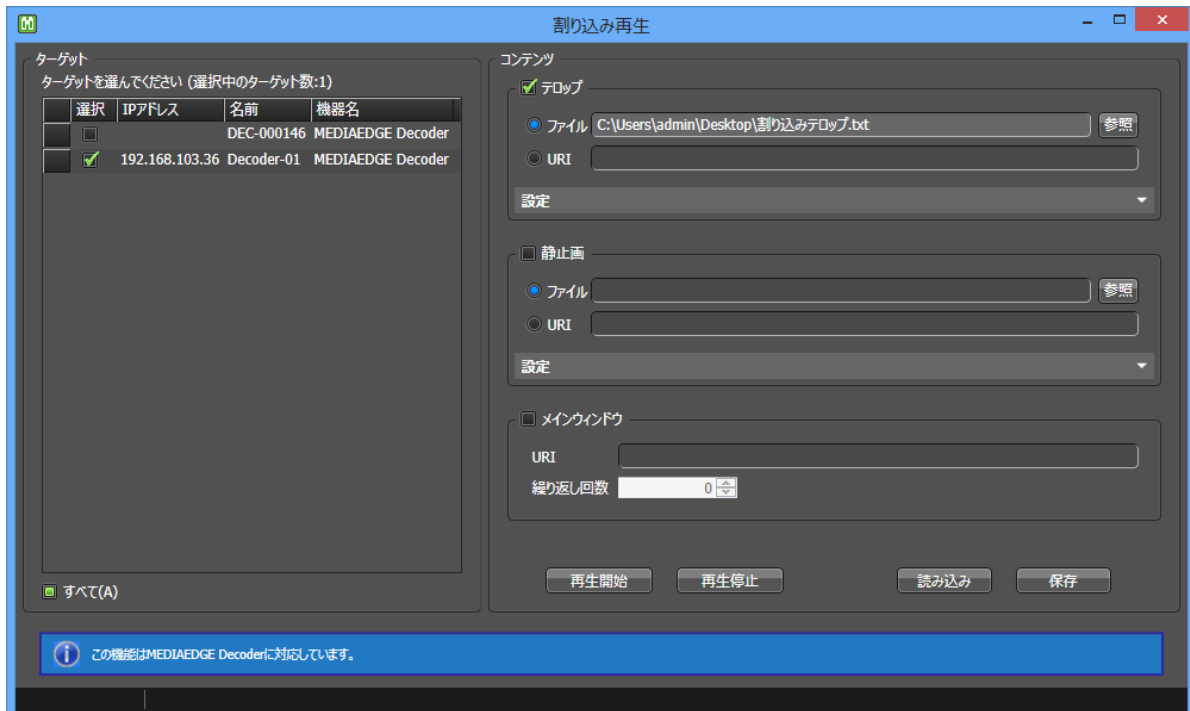 割り込み再生
ターゲット
ターゲットを選んでください (選択中のターゲット数:1)
選択 IPアドレス 名前 機器名
DEC-000146 MEDIAEDGE Decoder
192.168.103.36 Decoder-01 MEDIAEDGE Decoder
すべて(A)
コンテンツ
テロップ
ファイル C:\Users\admin\Desktop\割り込みテロップ.txt 参照
URI
設定
静止画
ファイル 参照
URI
設定
メインウィンドウ
URI
繰り返し回数 0
再生開始 再生停止 読み込み 保存
この機能はMEDIAEDGE Decoderに対応しています。